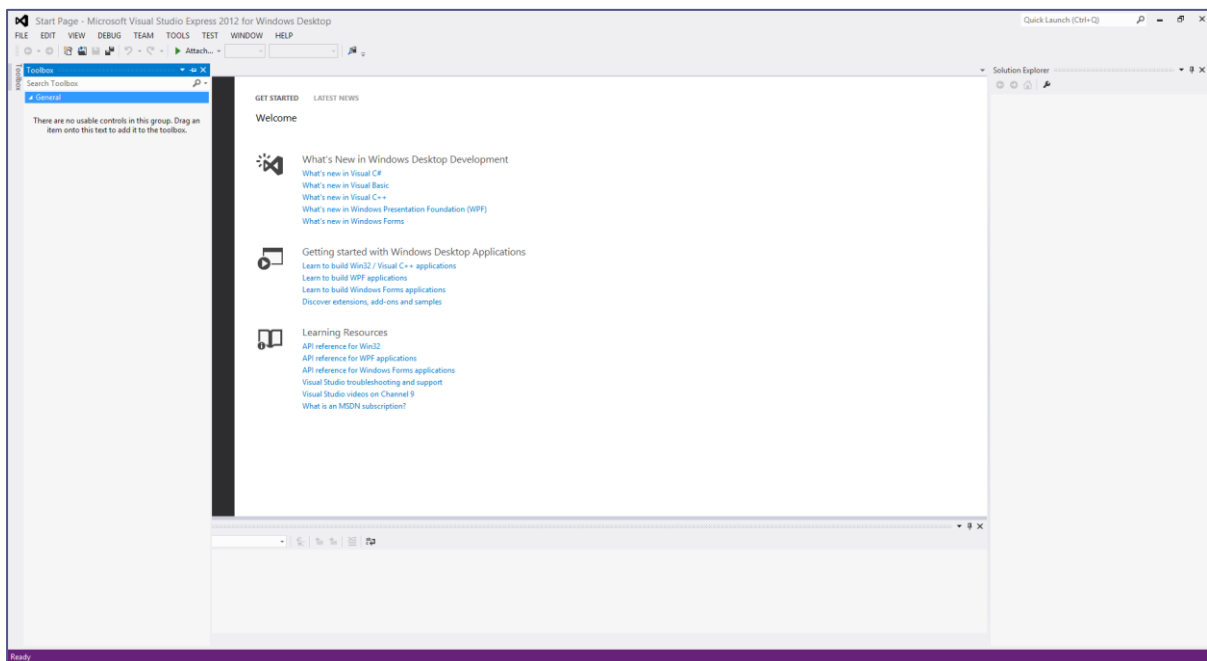 Start Page - Microsoft Visual Studio Express 2012 for Windows Desktop
Quick Launch (Ctrl+Q)
FILE EDIT VIEW DEBUG TEAM TOOLS TEST WINDOW HELP
Attach...
Toolbox
Toolbox
Search Toolbox
General
There are no usable controls in this group. Drag an
item onto this text to add it to the toolbox.
GET STARTED LATEST NEWS
Welcome
What's New in Windows Desktop Development
What's new in Visual C#
What's new in Visual Basic
What's new in Visual C++
What's new in Windows Presentation Foundation (WPF)
What's new in Windows Forms
Getting started with Windows Desktop Applications
Learn to build Win32 / Visual C++ applications
Learn to build WPF applications
Learn to build Windows Forms applications
Discover extensions, add-ons and samples
Learning Resources
API reference for Win32
API reference for WPF applications
API reference for Windows Forms applications
Visual Studio troubleshooting and support
Visual Studio videos on Channel 9
What is an MSDN subscription?
Solution Explorer
Ready